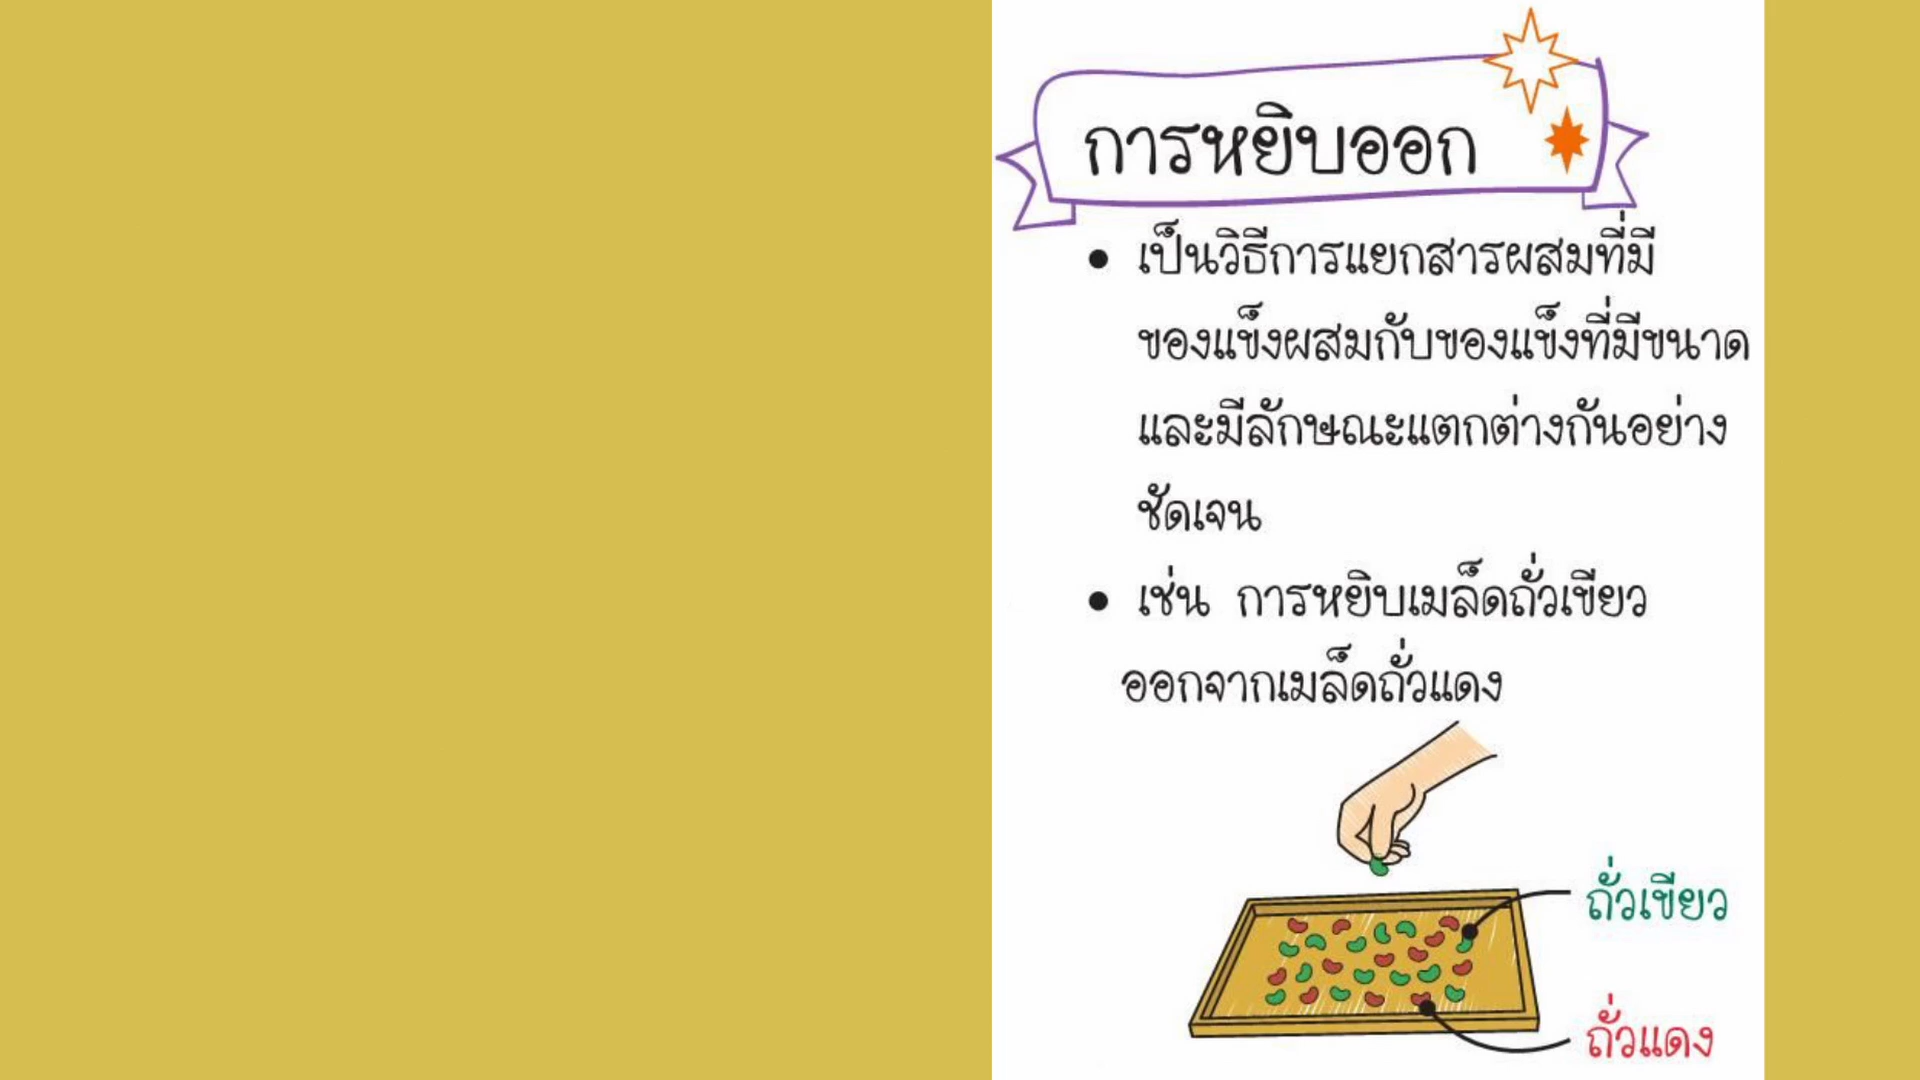 การหยิบออก
• เป็นวิธีการแยกสารผสมที่มี
ของแข็งผสมกับของแข็งที่มีขนาด
และมีลักษณะแตกต่างกันอย่าง
ชัดเจน
• เช่น การหยิบเมล็ดถั่วเขียว
ออกจากเมล็ดถั่วแดง
ถั่วเขียว
ถั่วแดง